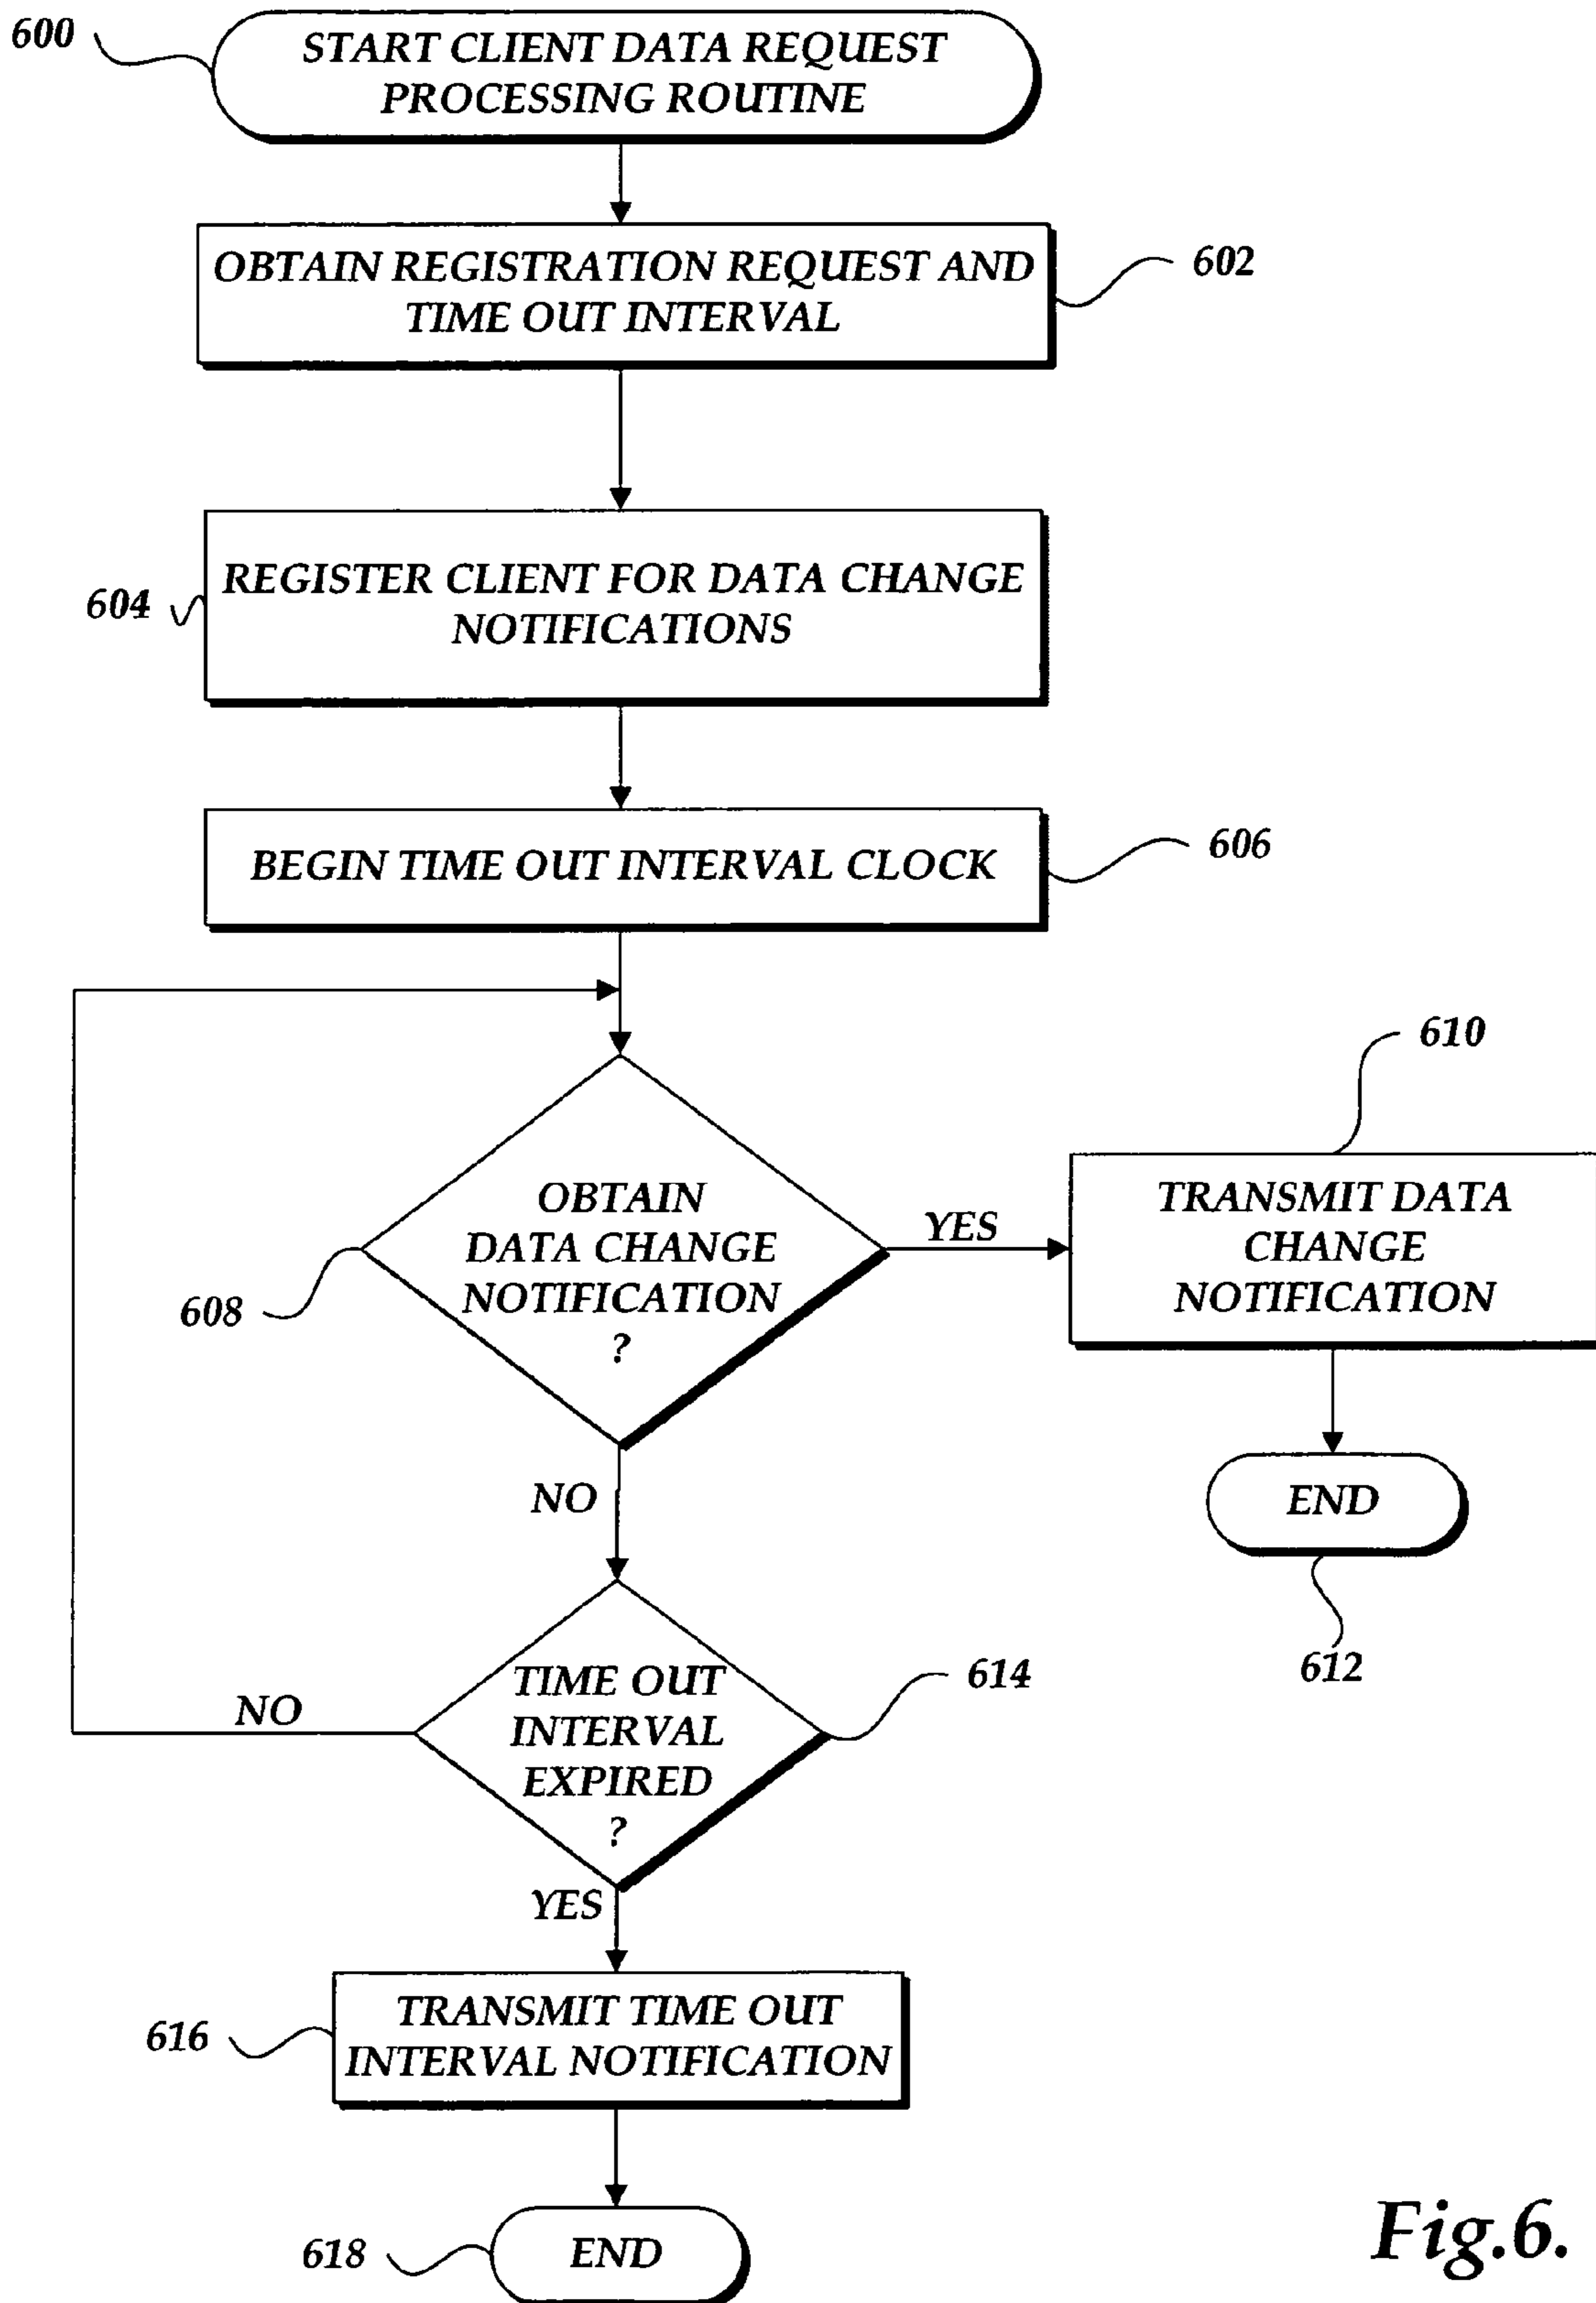 600
START CLIENT DATA REQUEST
PROCESSING ROUTINE
OBTAIN REGISTRATION REQUEST AND
TIME OUT INTERVAL
602
REGISTER CLIENT FOR DATA CHANGE
NOTIFICATIONS
604
BEGIN TIME OUT INTERVAL CLOCK
606
OBTAIN
DATA CHANGE
NOTIFICATION
?
608
YES
610
TRANSMIT DATA
CHANGE
NOTIFICATION
END
612
NO
TIME OUT
INTERVAL
EXPIRED
?
614
NO
YES
TRANSMIT TIME OUT
INTERVAL NOTIFICATION
616
END
618
Fig.6.